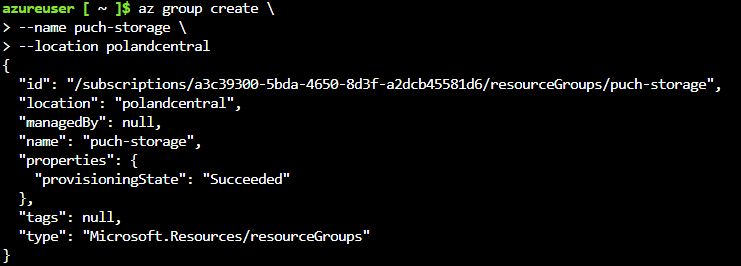 azureuser [ ~ ]$ az group create \
> --name puch-storage \
> --location polandcentral
{
  "id": "/subscriptions/a3c39300-5bda-4650-8d3f-a2dcb45581d6/resourceGroups/puch-storage",
  "location": "polandcentral",
  "managedBy": null,
  "name": "puch-storage",
  "properties": {
    "provisioningState": "Succeeded"
  },
  "tags": null,
  "type": "Microsoft.Resources/resourceGroups"
}